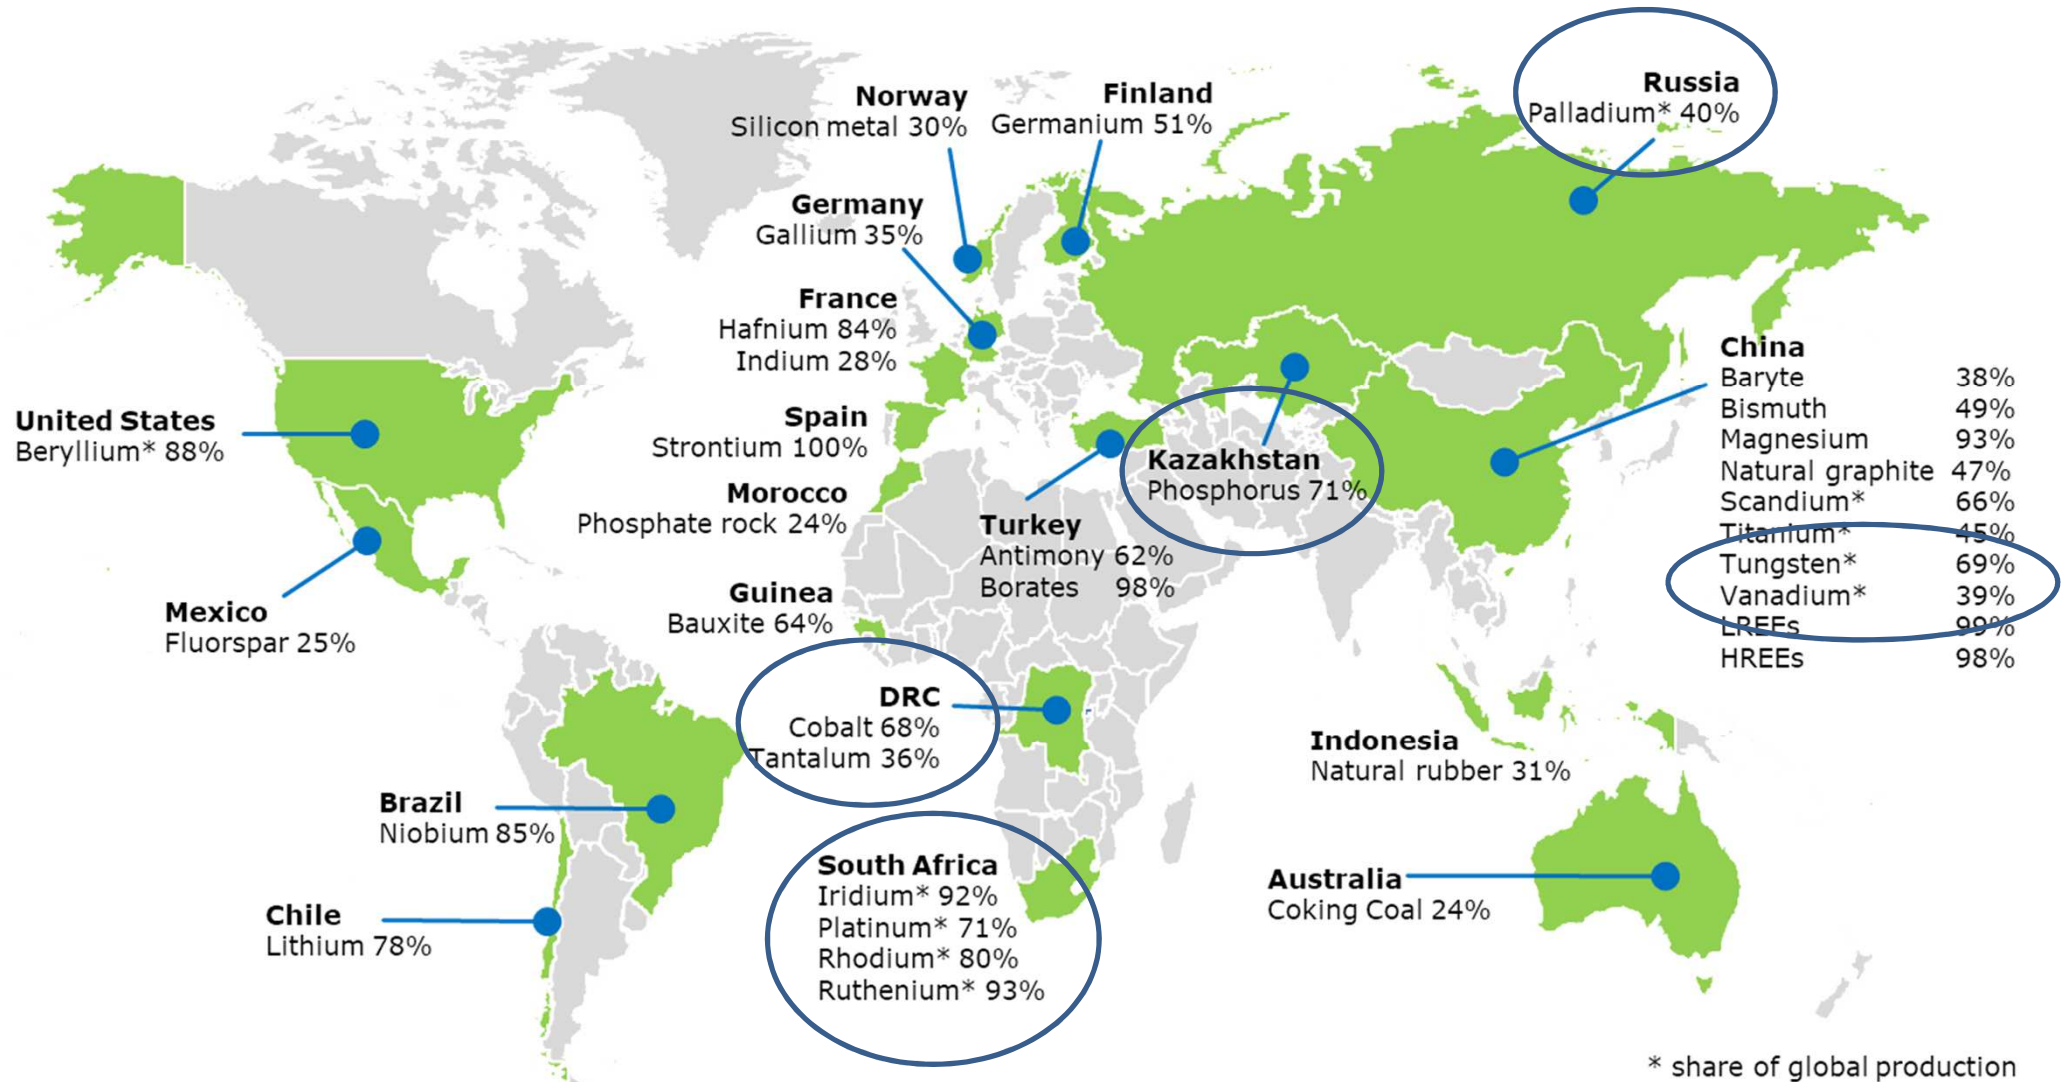 Russia
Palladium* 40%
Norway
Silicon metal 30%
Finland
Germanium 51%
Germany
Gallium 35%
France
Hafnium 84%
Indium 28%
China
Baryte 38%
Bismuth 49%
Magnesium 93%
Natural graphite 47%
Scandium* 66%
Titanium* 45%
Tungsten* 69%
Vanadium* 39%
LREEs 99%
HREEs 98%
United States
Beryllium* 88%
Spain
Strontium 100%
Kazakhstan
Phosphorus 71%
Morocco
Phosphate rock 24%
Turkey
Antimony 62%
Borates 98%
Mexico
Fluorspar 25%
Guinea
Bauxite 64%
DRC
Cobalt 68%
Tantalum 36%
Indonesia
Natural rubber 31%
Brazil
Niobium 85%
South Africa
Iridium* 92%
Platinum* 71%
Rhodium* 80%
Ruthenium* 93%
Australia
Coking Coal 24%
Chile
Lithium 78%
* share of global production